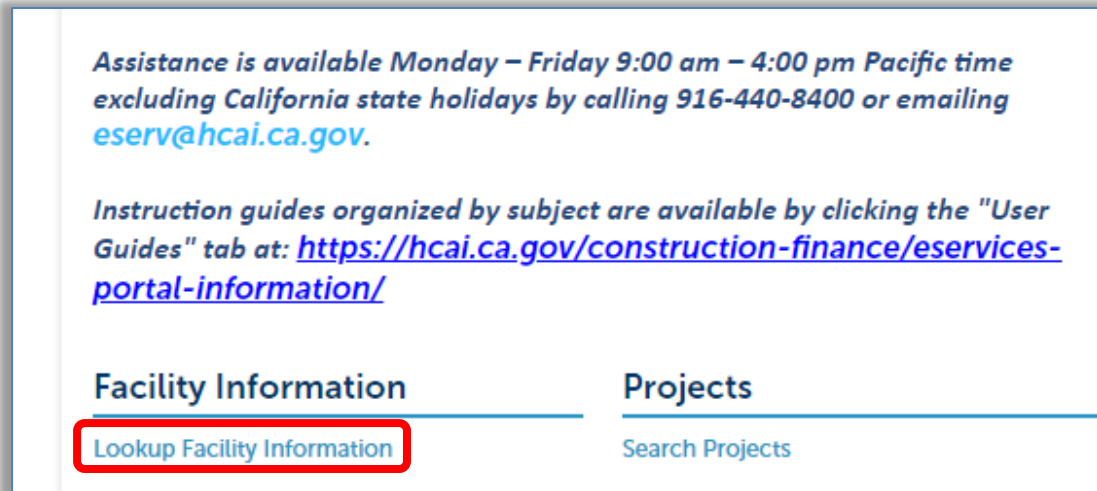 Assistance is available Monday – Friday 9:00 am – 4:00 pm Pacific time
excluding California state holidays by calling 916-440-8400 or emailing
eserv@hcai.ca.gov.
Instruction guides organized by subject are available by clicking the "User
Guides" tab at: https://hcai.ca.gov/construction-finance/eservices-
portal-information/
Facility Information
Lookup Facility Information
Projects
Search Projects